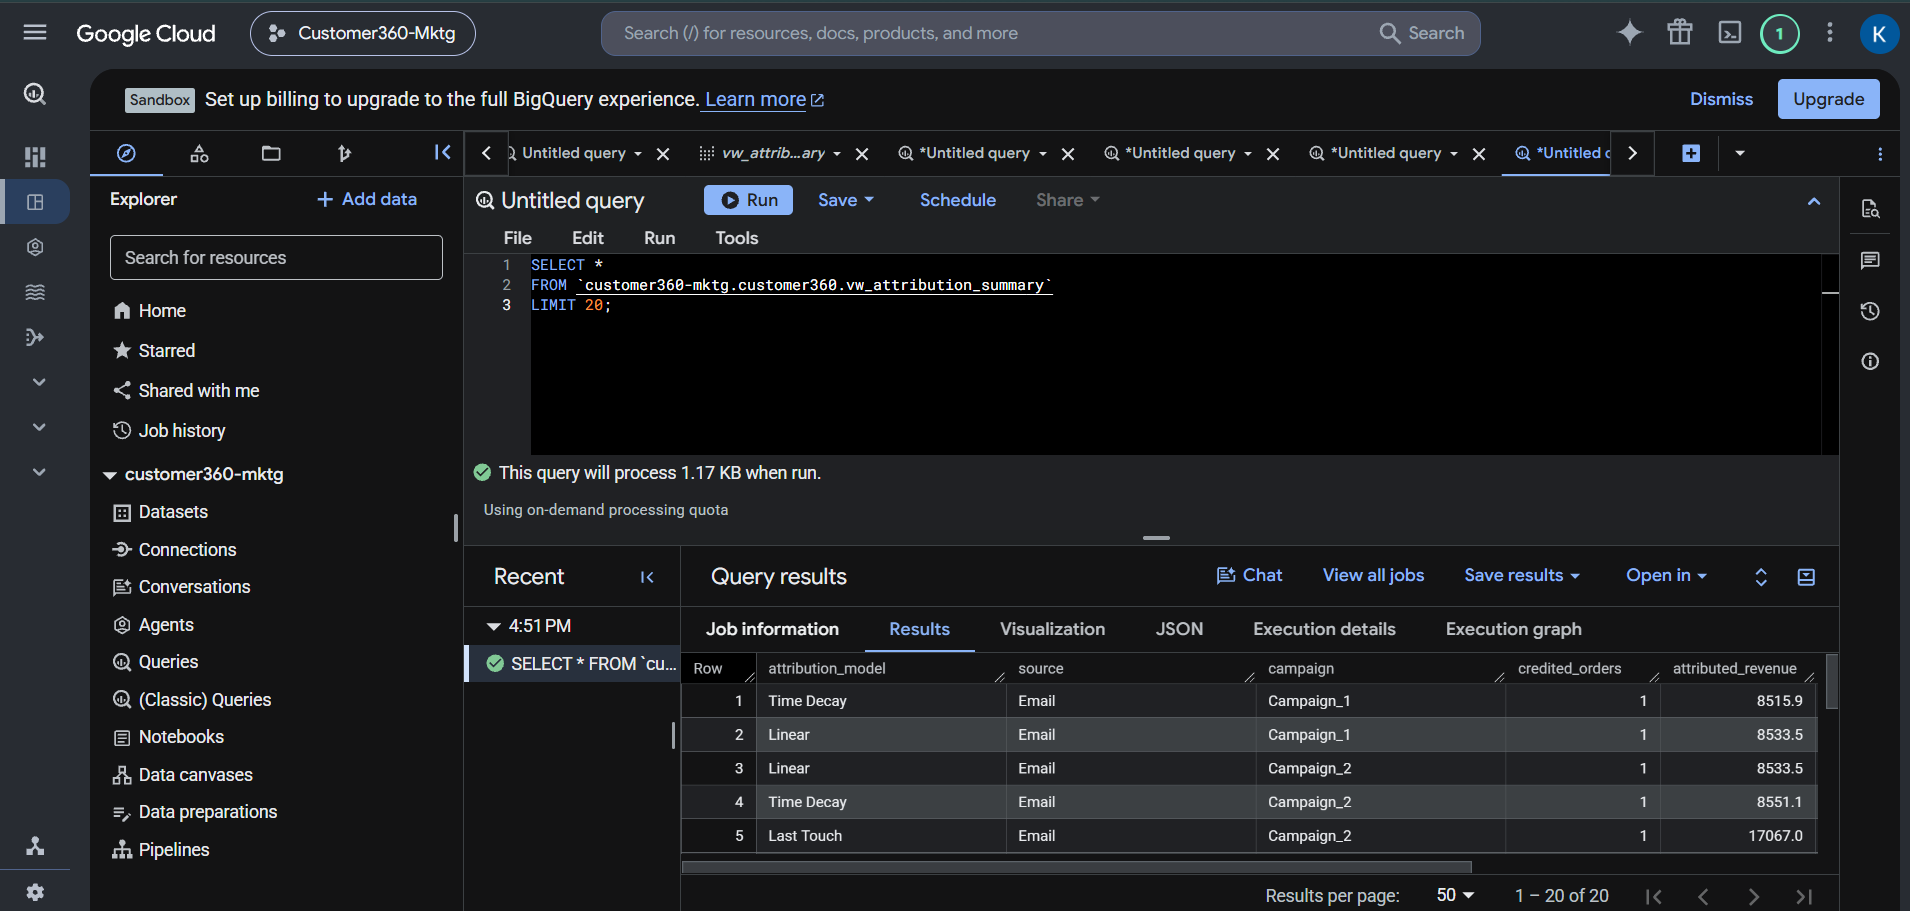 Google Cloud
Customer360-Mktg
Search (/) for resources, docs, products, and more
Search
1
K
Sandbox
Set up billing to upgrade to the full BigQuery experience. Learn more
Dismiss
Upgrade
Untitled query
vw_attrib...ary
*Untitled query
*Untitled query
*Untitled query
*Untitled
Explorer
+ Add data
Search for resources
Home
Starred
Shared with me
Job history
customer360-mktg
Datasets
Connections
Conversations
Agents
Queries
(Classic) Queries
Notebooks
Data canvases
Data preparations
Pipelines
Untitled query
Run
Save
Schedule
Share
File
Edit
Run
Tools
1 SELECT *
2 FROM `customer360-mktg.customer360.vw_attribution_summary`
3 LIMIT 20;
This query will process 1.17 KB when run.
Using on-demand processing quota
Recent
4:51 PM
SELECT * FROM `cu...
Query results
Chat
View all jobs
Save results
Open in
Job information
Results
Visualization
JSON
Execution details
Execution graph
Row attribution_model source campaign credited_orders attributed_revenue
1 Time Decay Email Campaign_1 1 8515.9
2 Linear Email Campaign_1 1 8533.5
3 Linear Email Campaign_2 1 8533.5
4 Time Decay Email Campaign_2 1 8551.1
5 Last Touch Email Campaign_2 1 17067.0
Results per page: 50 1 – 20 of 20